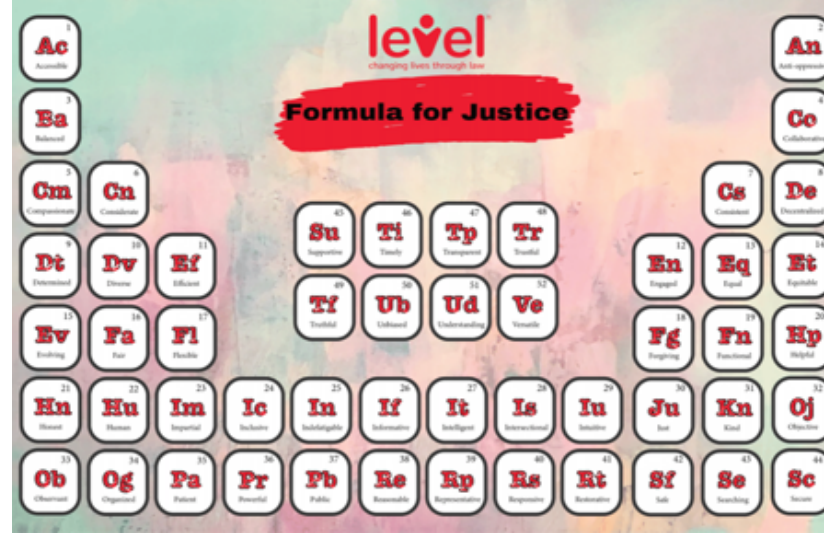 level
changing lives through law
Formula for Justice
1
Ac
Accessible
2
An
3
Ba
Balanced
4
Co
Collaborative
5
Cm
Compassionate
6
Cn
Considerate
7
Cs
Consistent
8
De
Decentralized
9
Dt
Determined
10
Dv
Diverse
11
Ef
Efficient
12
En
Engaged
13
Eq
Equal
14
Et
Equitable
15
Ev
Evolving
16
Fa
Fair
17
Fl
Flexible
18
Fg
Forgiving
19
Fn
Functional
20
Hp
Helpful
21
Hn
Honest
22
Hu
Human
23
Im
Impartial
24
Ic
Inclusive
25
In
Indefatigable
26
If
Informative
27
It
Intelligent
28
Is
Intersectional
29
Iu
Intuitive
30
Ju
Just
31
Kn
Kind
32
Oj
Objective
33
Ob
Observant
34
Og
Organized
35
Pa
Patient
36
Pr
Powerful
37
Pb
Public
38
Re
Reasonable
39
Rp
Representative
40
Rs
Responsive
41
Rt
Restorative
42
Sf
Safe
43
Se
Searching
44
Sc
Secure
45
Su
Supportive
46
Ti
Timely
47
Tp
Transparent
48
Tr
Trustful
49
Tf
Truthful
50
Ub
Unbiased
51
Ud
Understanding
52
Ve
Versatile